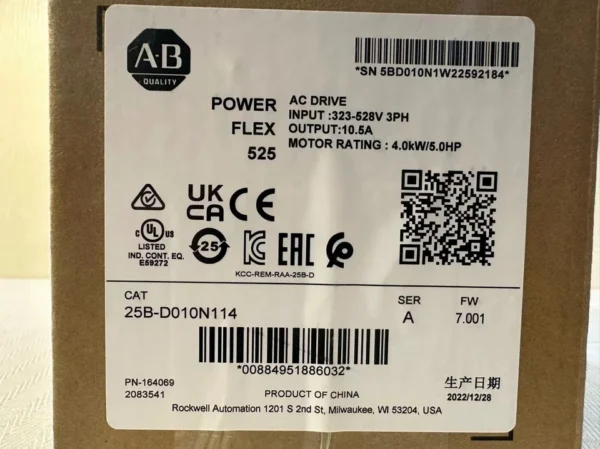 A-B
QUALITY
*SN 5BD010N1W22592184*
POWER
FLEX
525
AC DRIVE
INPUT :323-528V 3PH
OUTPUT:10.5A
MOTOR RATING : 4.0kW/5.0HP
UK
CA
CE
C UL US
LISTED
IND. CONT. EQ.
E59272
25
EAC
KCC-REM-RAA-25B-D
CAT
25B-D010N114
SER
A
FW
7.001
*00884951886032*
PN-164069
2083541
PRODUCT OF CHINA
Rockwell Automation 1201 S 2nd St, Milwaukee, WI 53204, USA
生产日期
2022/12/28